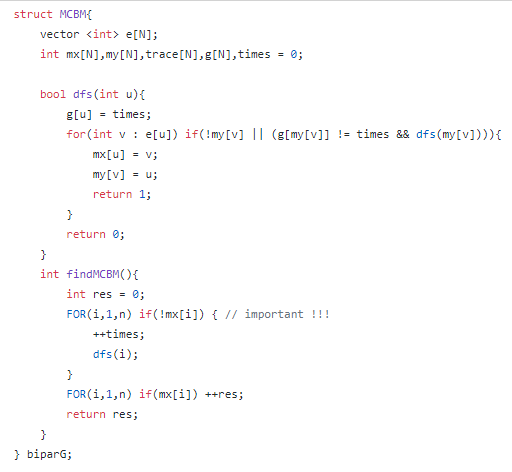 struct MCBM{
    vector <int> e[N];
    int mx[N],my[N],trace[N],g[N],times = 0;

    bool dfs(int u){
        g[u] = times;
        for(int v : e[u]) if(!my[v] || (g[my[v]] != times && dfs(my[v]))){
            mx[u] = v;
            my[v] = u;
            return 1;
        }
        return 0;
    }
    int findMCBM(){
        int res = 0;
        FOR(i,1,n) if(!mx[i]) { // important !!!
            ++times;
            dfs(i);
        }
        FOR(i,1,n) if(mx[i]) ++res;
        return res;
    }
} biparG;